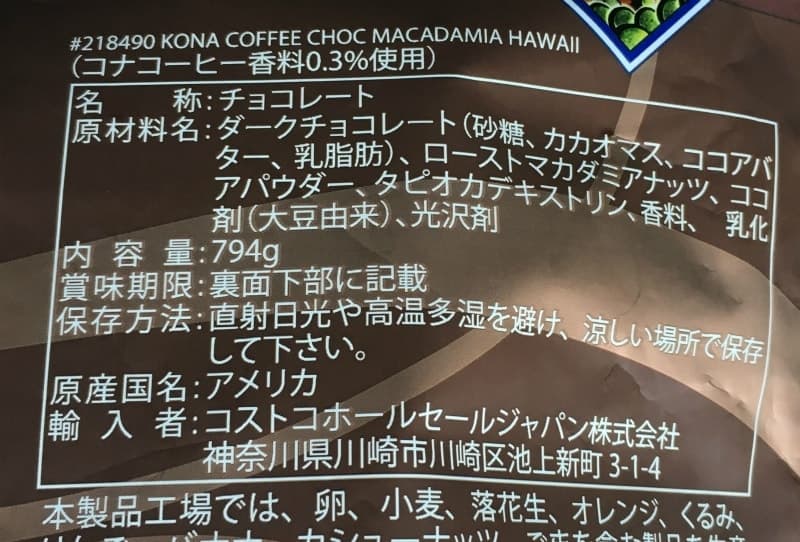 #218490 KONA COFFEE CHOC MACADAMIA HAWAII
(コナコーヒー香料0.3%使用)
名 称:チョコレート
原材料名:ダークチョコレート(砂糖、カカオマス、ココアバ
ター、乳脂肪)、ローストマカダミアナッツ、ココ
アパウダー、タピオカデキストリン、香料、乳化
剤(大豆由来)、光沢剤
内 容 量:794g
賞味期限:裏面下部に記載
保存方法:直射日光や高温多湿を避け、涼しい場所で保存
して下さい。
原産国名:アメリカ
輸 入 者:コストコホールセールジャパン株式会社
神奈川県川崎市川崎区池上新町 3-1-4
本製品工場では、卵、小麦、落花生、オレンジ、くるみ、